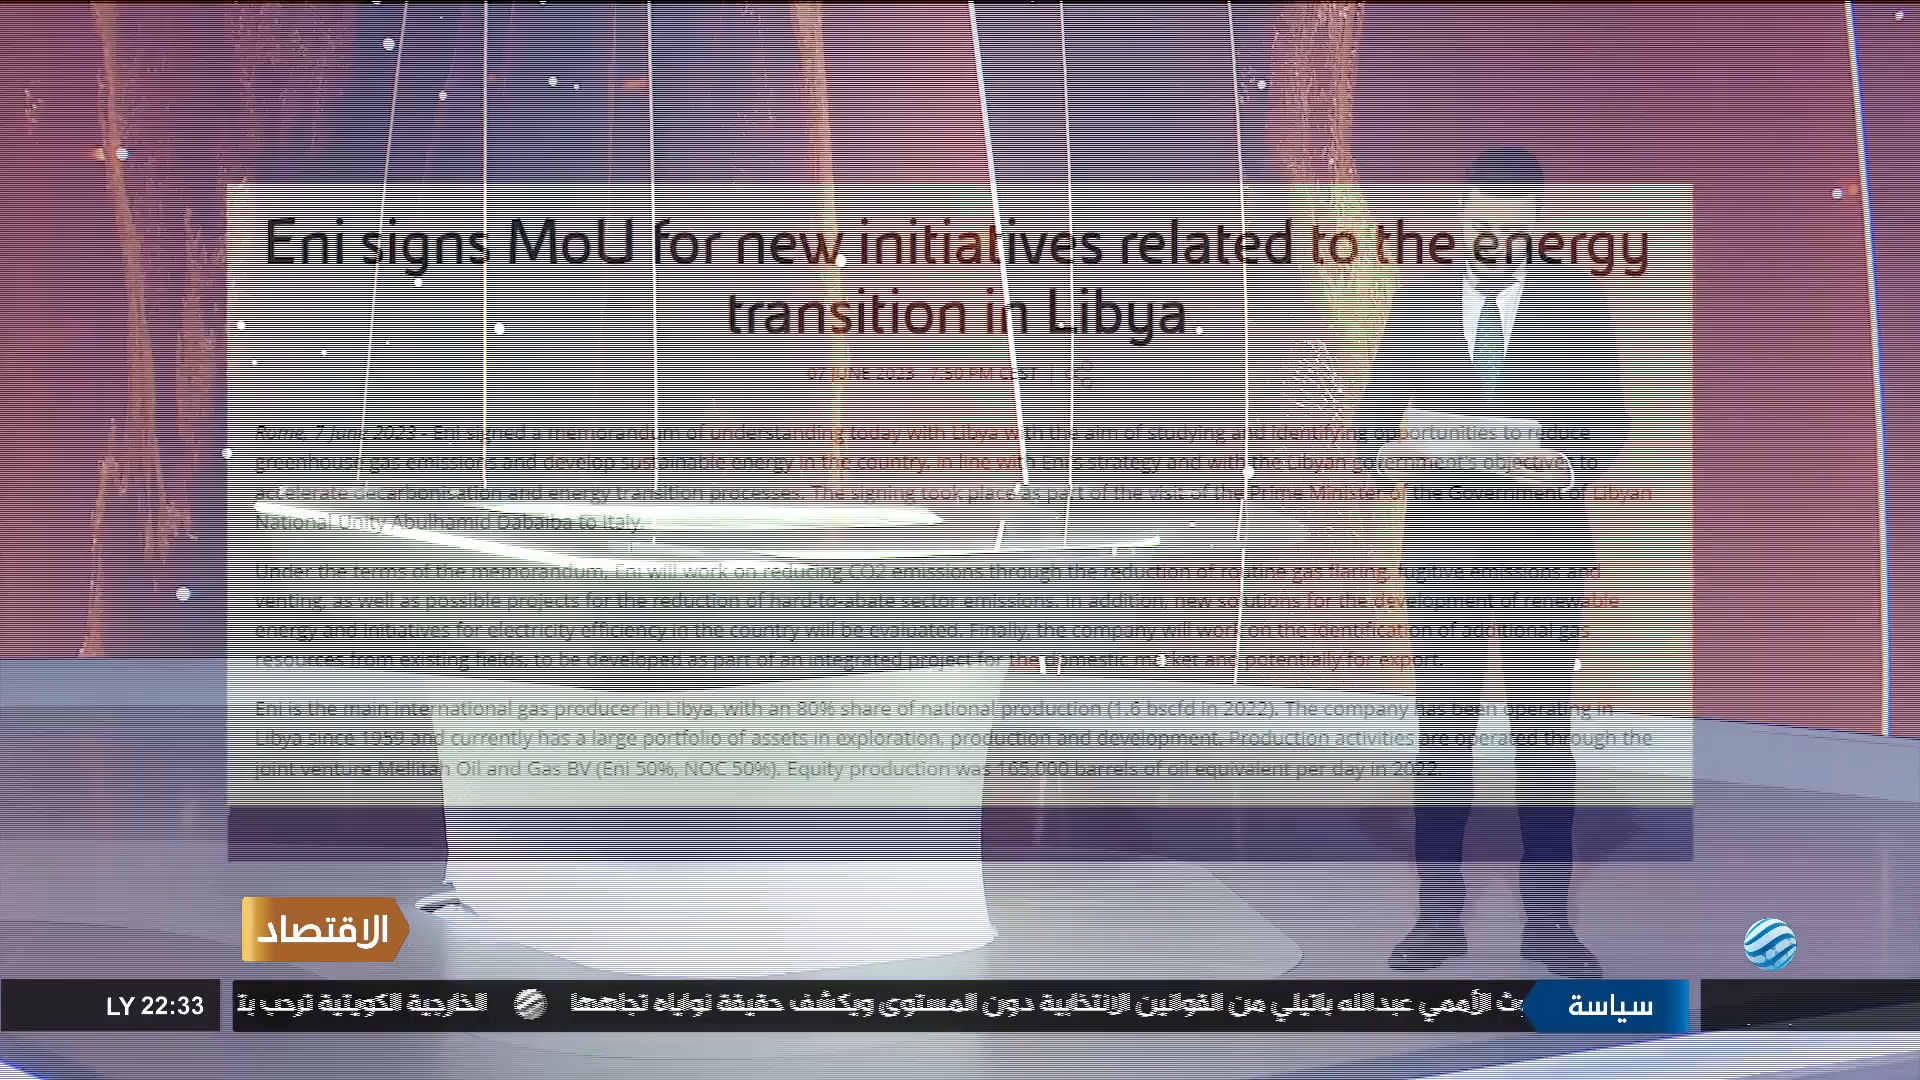 Eni signs MoU for new initiatives related to the energy
transition in Libya
07 JUNE 2023 - 7:50 PM CEST
Rome, 7 June 2023 - Eni signed a memorandum of understanding today with Libya with the aim of studying and identifying opportunities to reduce
greenhouse gas emissions and develop sustainable energy in the country, in line with Eni's strategy and with the Libyan government's objectives to
accelerate decarbonisation and energy transition processes. The signing took place as part of the visit of the Prime Minister of the Government of Libyan
National Unity Abulhamid Dabaiba to Italy.
Under the terms of the memorandum, Eni will work on reducing CO2 emissions through the reduction of routine gas flaring, fugitive emissions and
venting, as well as possible projects for the reduction of hard-to-abate sector emissions. In addition, new solutions for the development of renewable
energy and initiatives for electricity efficiency in the country will be evaluated. Finally, the company will work on the identification of additional gas
resources from existing fields, to be developed as part of an integrated project for the domestic market and potentially for export.
Eni is the main international gas producer in Libya, with an 80% share of national production (1.6 bscfd in 2022). The company has been operating in
Libya since 1959 and currently has a large portfolio of assets in exploration, production and development. Production activities are operated through the
joint venture Mellitah Oil and Gas BV (Eni 50%, NOC 50%). Equity production was 165,000 barrels of oil equivalent per day in 2022.
الاقتصاد
سياسة
الأممي عبدالله باتيلي من القوانين الانتخابية دون المستوى ويكشف حقيقة نواياه تجاهها
الخارجية الكويتية ترحب
LY 22:33